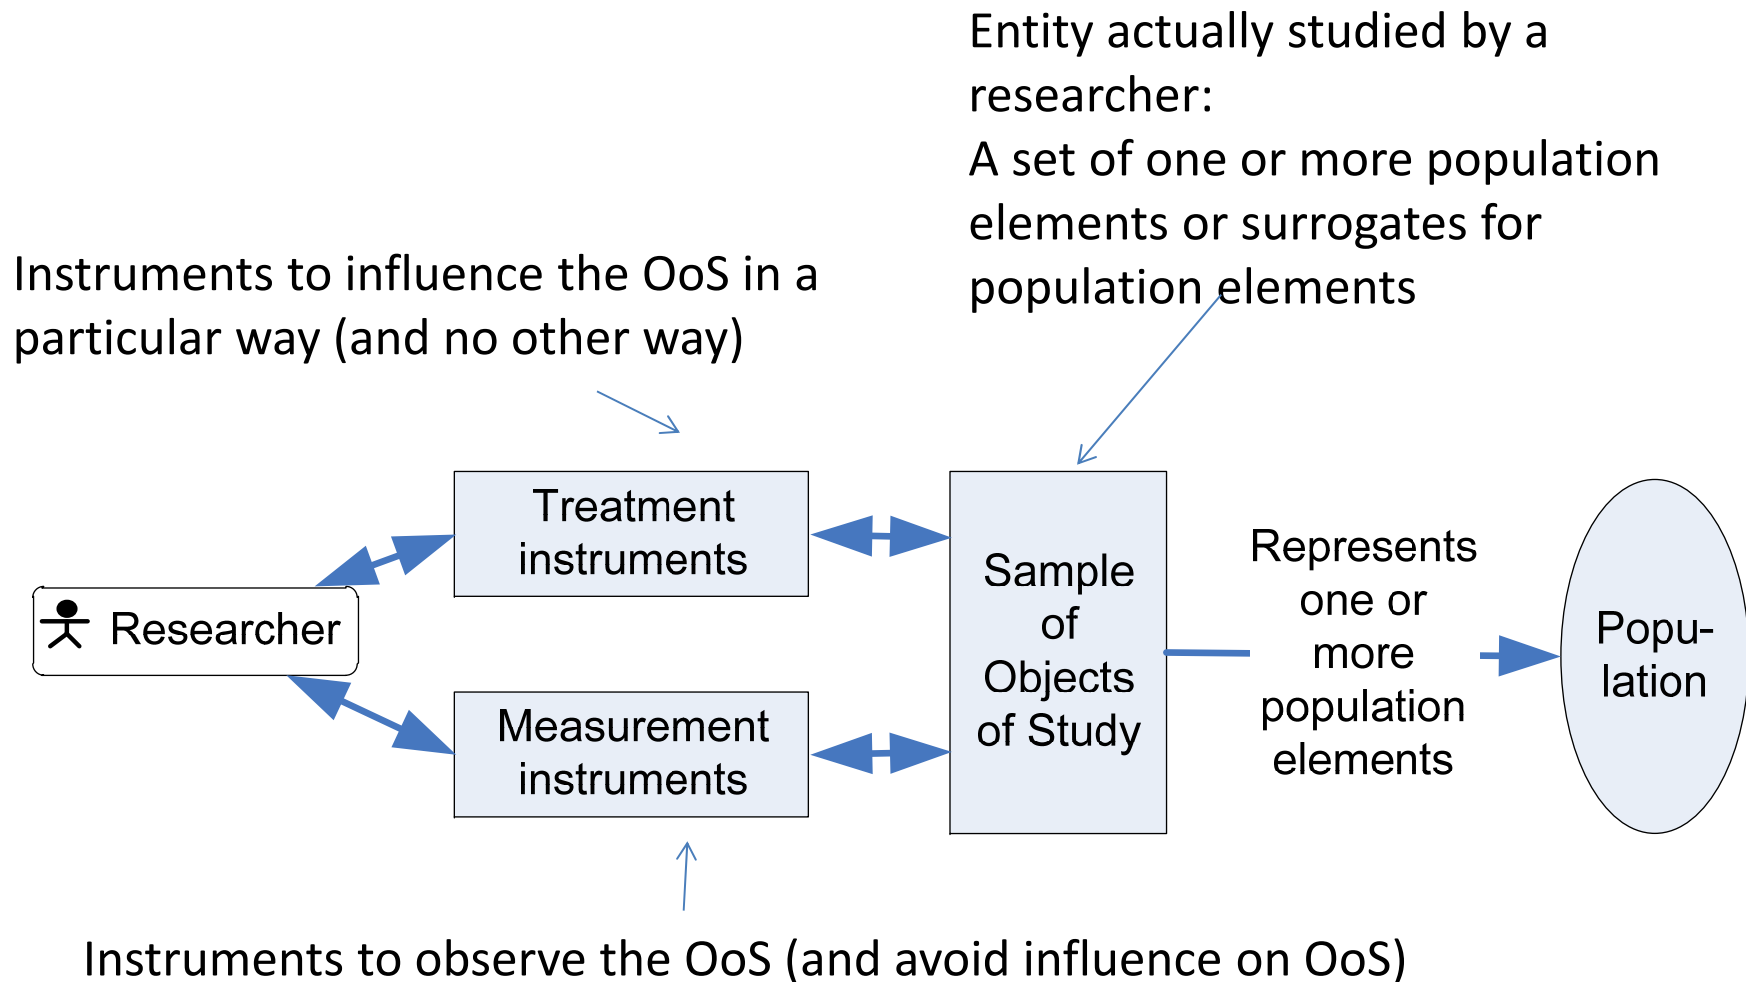 Entity actually studied by a
researcher:
A set of one or more population
elements or surrogates for
population elements
Instruments to influence the OoS in a
particular way (and no other way)
Treatment
instruments
Researcher
Measurement
instruments
Sample
of
Objects
of Study
Represents
one or
more
population
elements
Popu-
lation
Instruments to observe the OoS (and avoid influence on OoS)